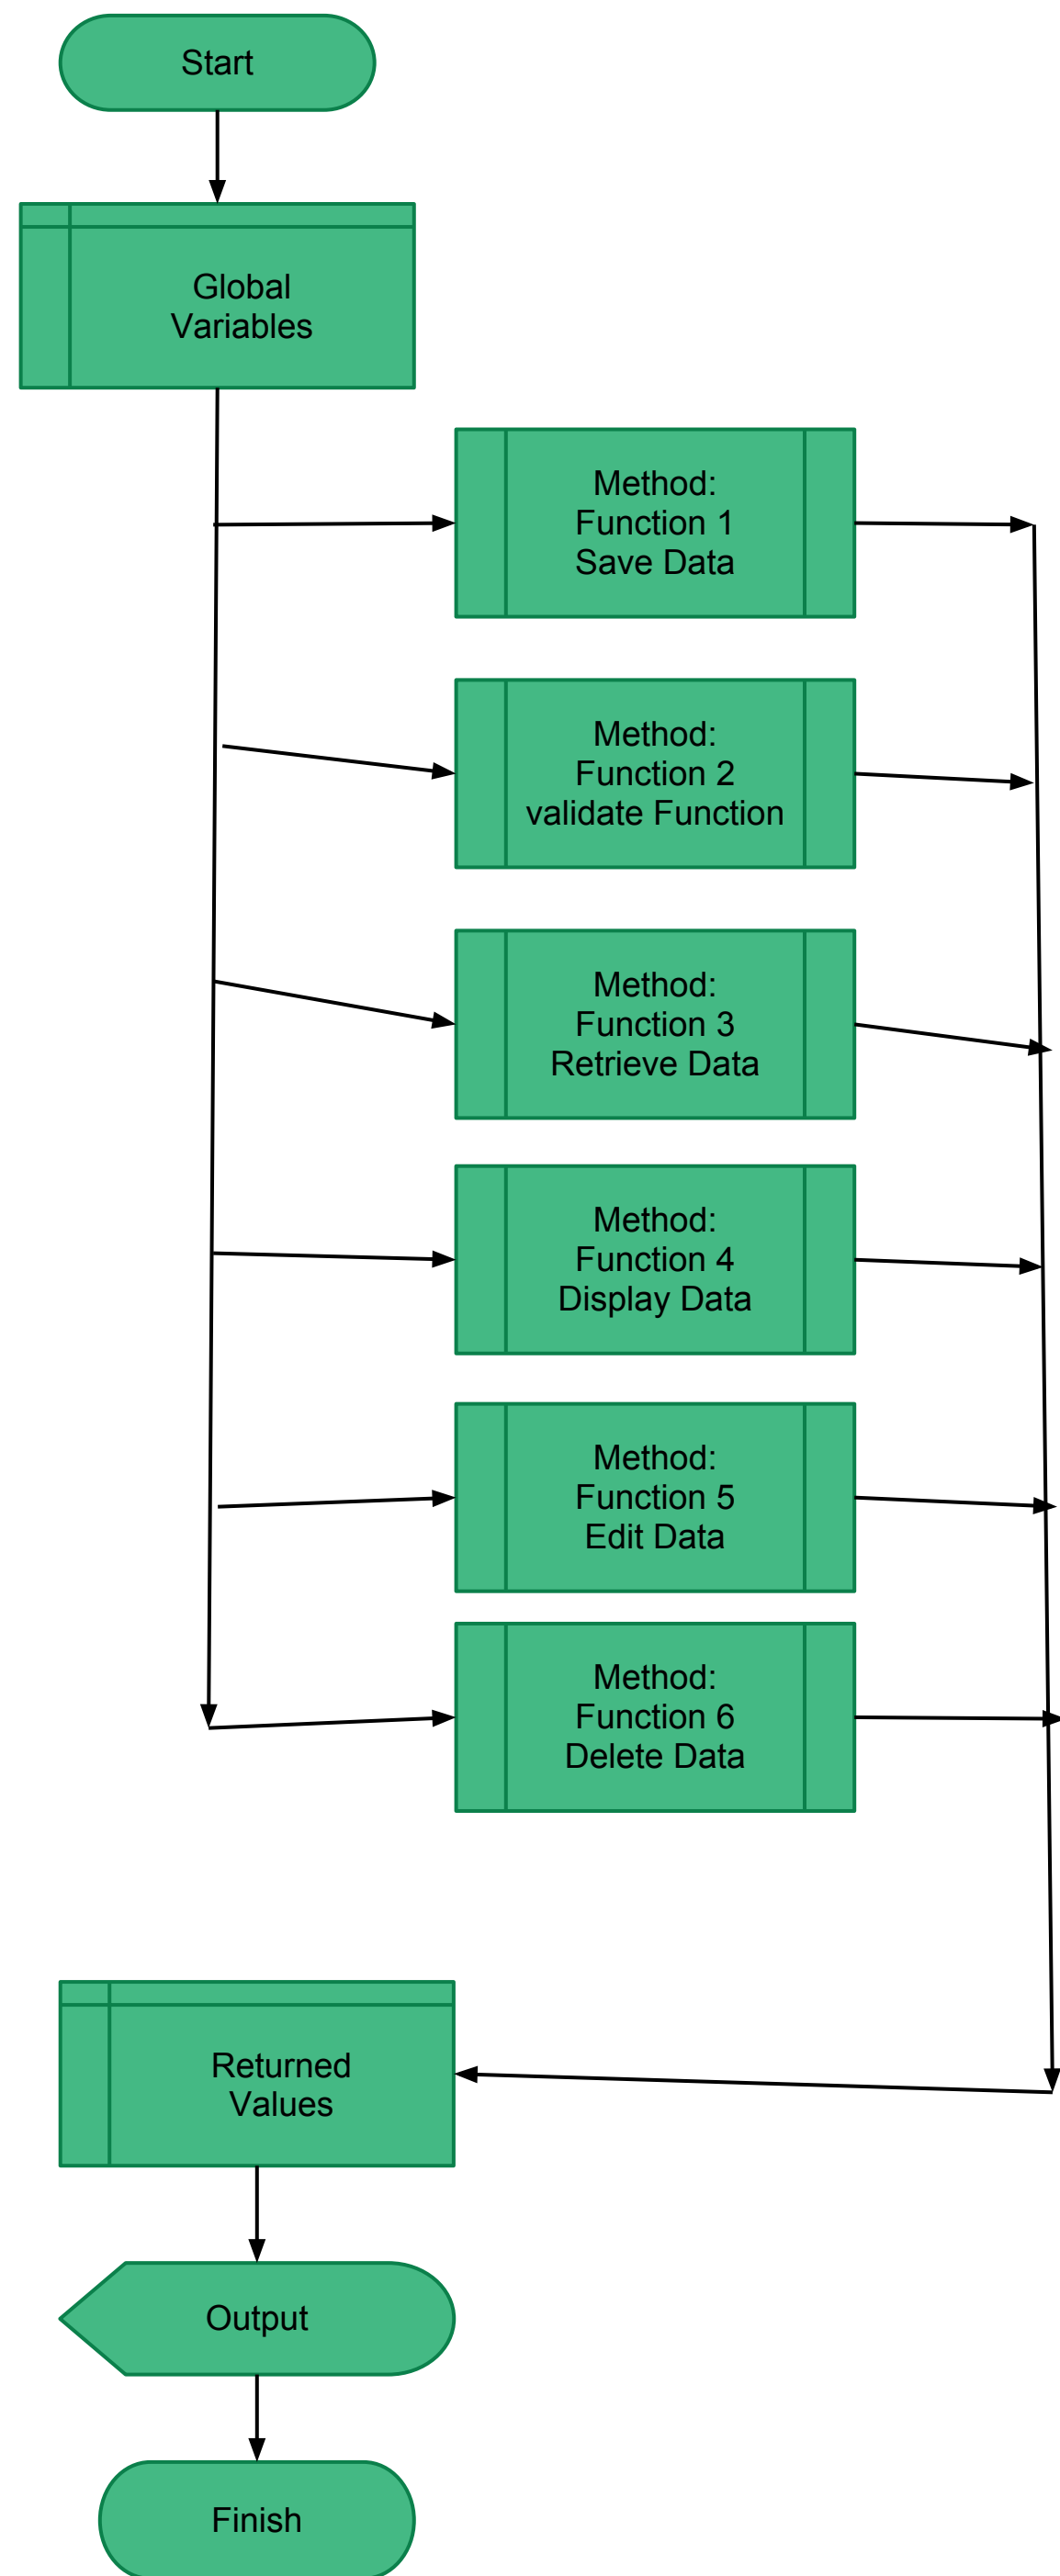 Start
Global
Variables
Method:
Function 1
Save Data
Method:
Function 2
validate Function
Method:
Function 3
Retrieve Data
Method:
Function 4
Display Data
Method:
Function 5
Edit Data
Method:
Function 6
Delete Data
Returned
Values
Output
Finish